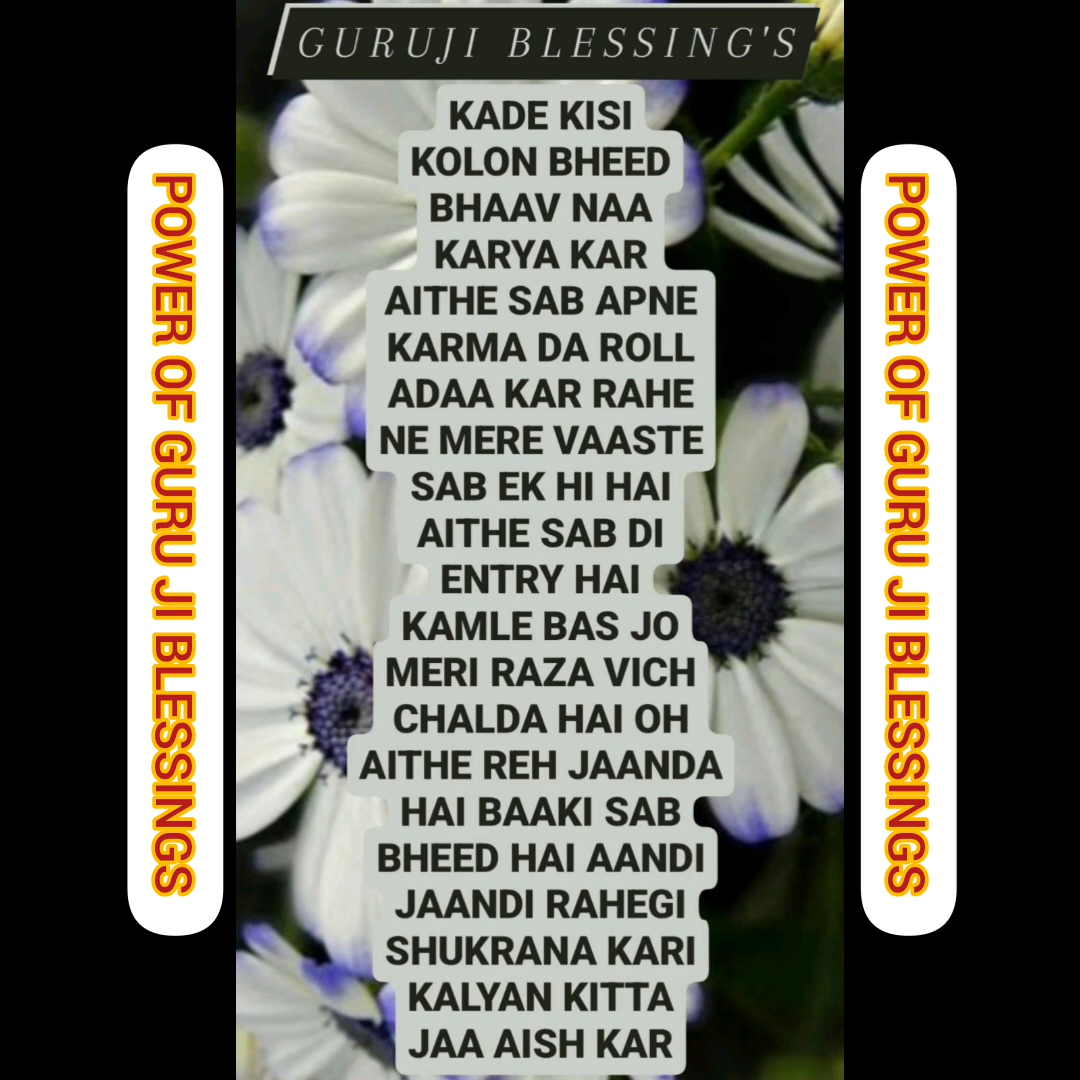 GURUJI BLESSING'S
KADE KISI
KOLON BHEED
BHAAV NAA
KARYA KAR
AITHE SAB APNE
KARMA DA ROLL
ADAA KAR RAHE
NE MERE VAASTE
SAB EK HI HAI
AITHE SAB DI
ENTRY HAI
KAMLE BAS JO
MERI RAZA VICH
CHALDA HAI OH
AITHE REH JAANDA
HAI BAAKI SAB
BHEED HAI AANDI
JAANDI RAHEGI
SHUKRANA KARI
KALYAN KITTA
JAA AISH KAR
POWER OF GURU JI BLESSINGS
POWER OF GURU JI BLESSINGS